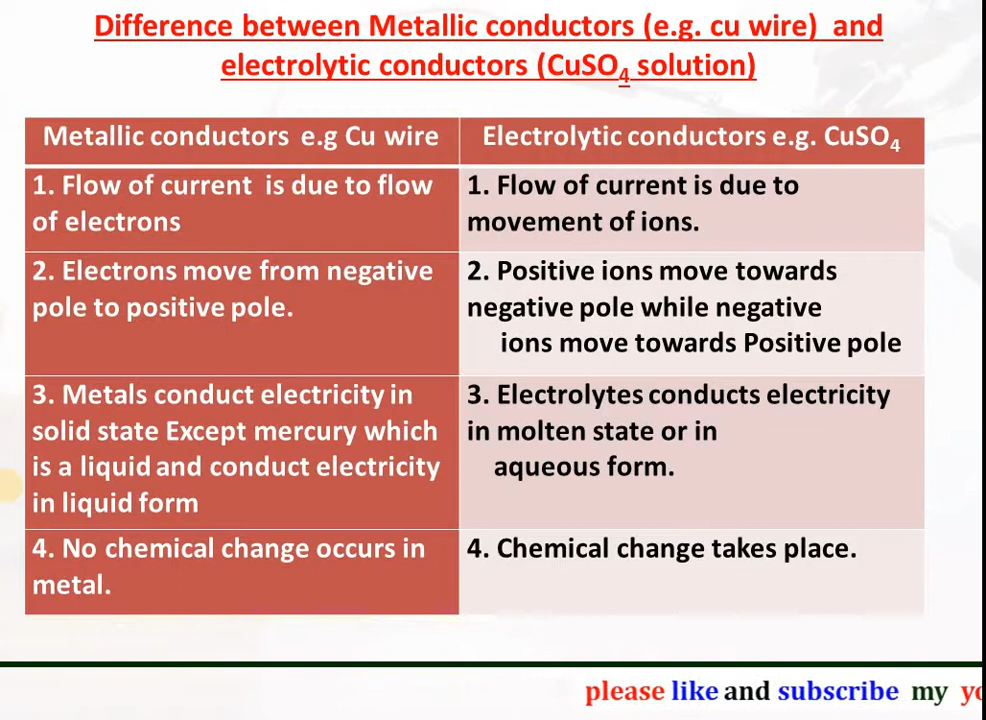 Difference between Metallic conductors (e.g. cu wire) and
electrolytic conductors (CuSO4 solution)
Metallic conductors e.g Cu wire
Electrolytic conductors e.g. CuSO4
1. Flow of current is due to flow
of electrons
1. Flow of current is due to
movement of ions.
2. Electrons move from negative
pole to positive pole.
2. Positive ions move towards
negative pole while negative
ions move towards Positive pole
3. Metals conduct electricity in
solid state Except mercury which
is a liquid and conduct electricity
in liquid form
3. Electrolytes conducts electricity
in molten state or in
aqueous form.
4. No chemical change occurs in
metal.
4. Chemical change takes place.
please like and subscribe my